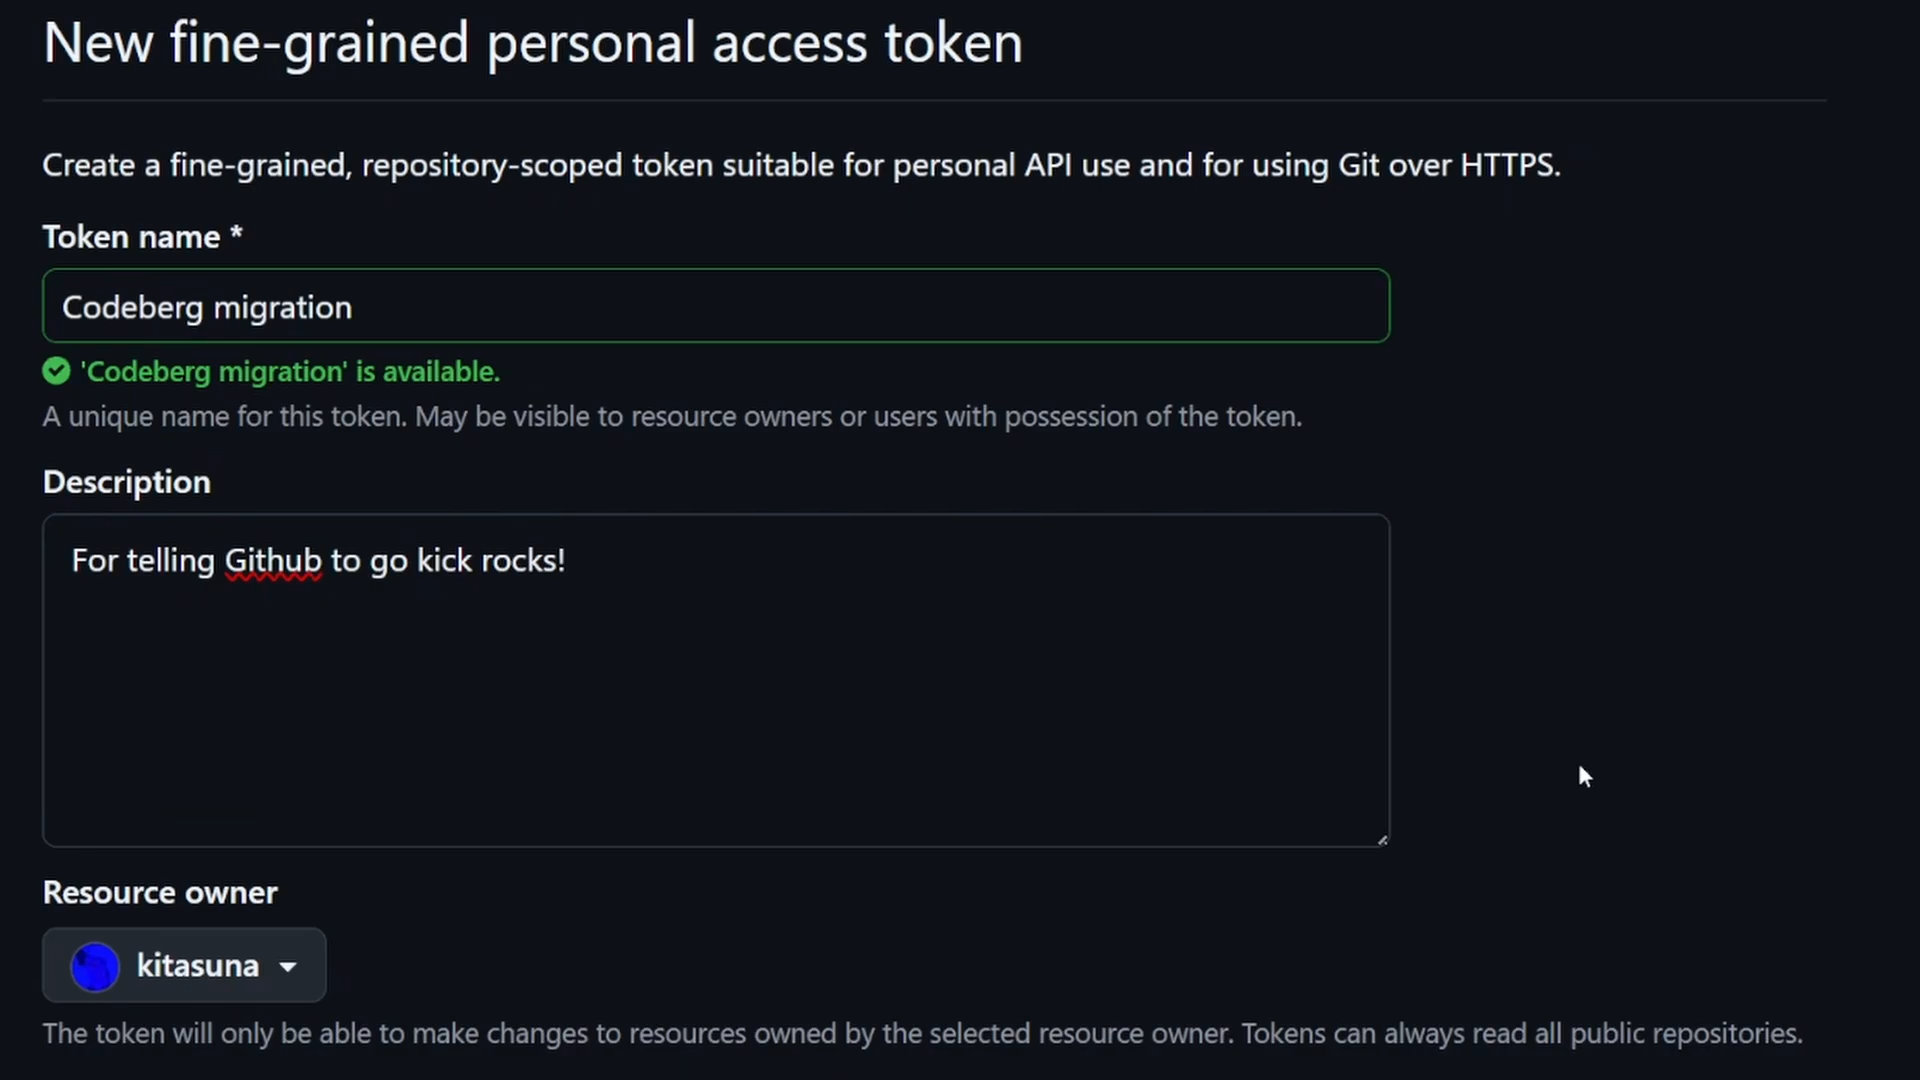 New fine-grained personal access token
Create a fine-grained, repository-scoped token suitable for personal API use and for using Git over HTTPS.
Token name *
Codeberg migration
'Codeberg migration' is available.
A unique name for this token. May be visible to resource owners or users with possession of the token.
Description
For telling Github to go kick rocks!
Resource owner
kitasuna
The token will only be able to make changes to resources owned by the selected resource owner. Tokens can always read all public repositories.